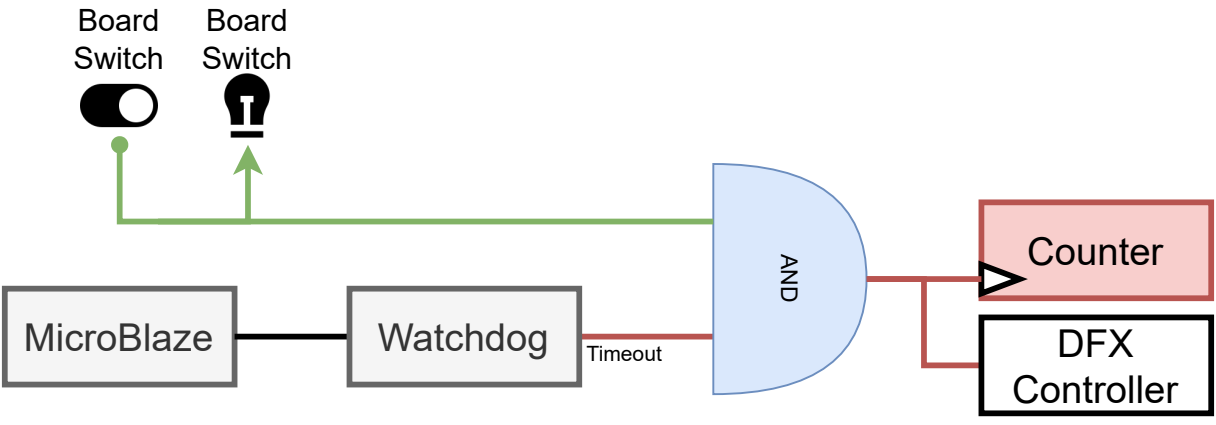 Board
Switch
Board
Switch
AND
Counter
MicroBlaze
Watchdog
Timeout
DFX
Controller